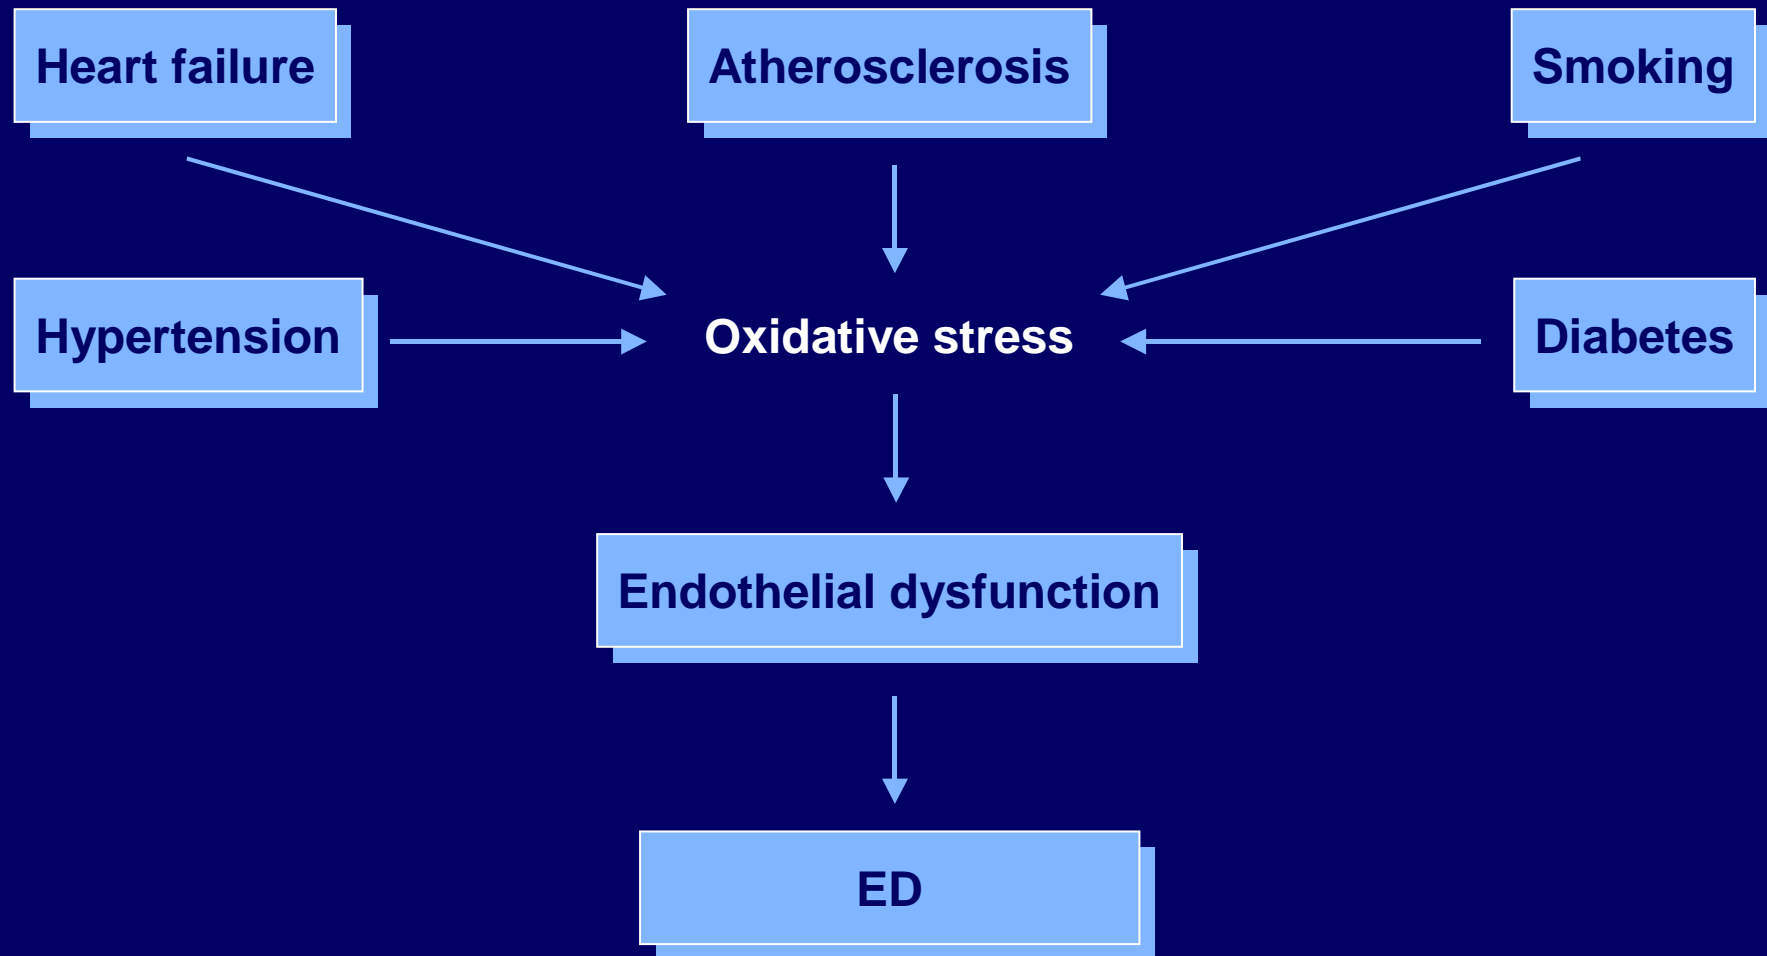 Heart failure
Atherosclerosis
Smoking
Hypertension
Oxidative stress
Diabetes
Endothelial dysfunction
ED